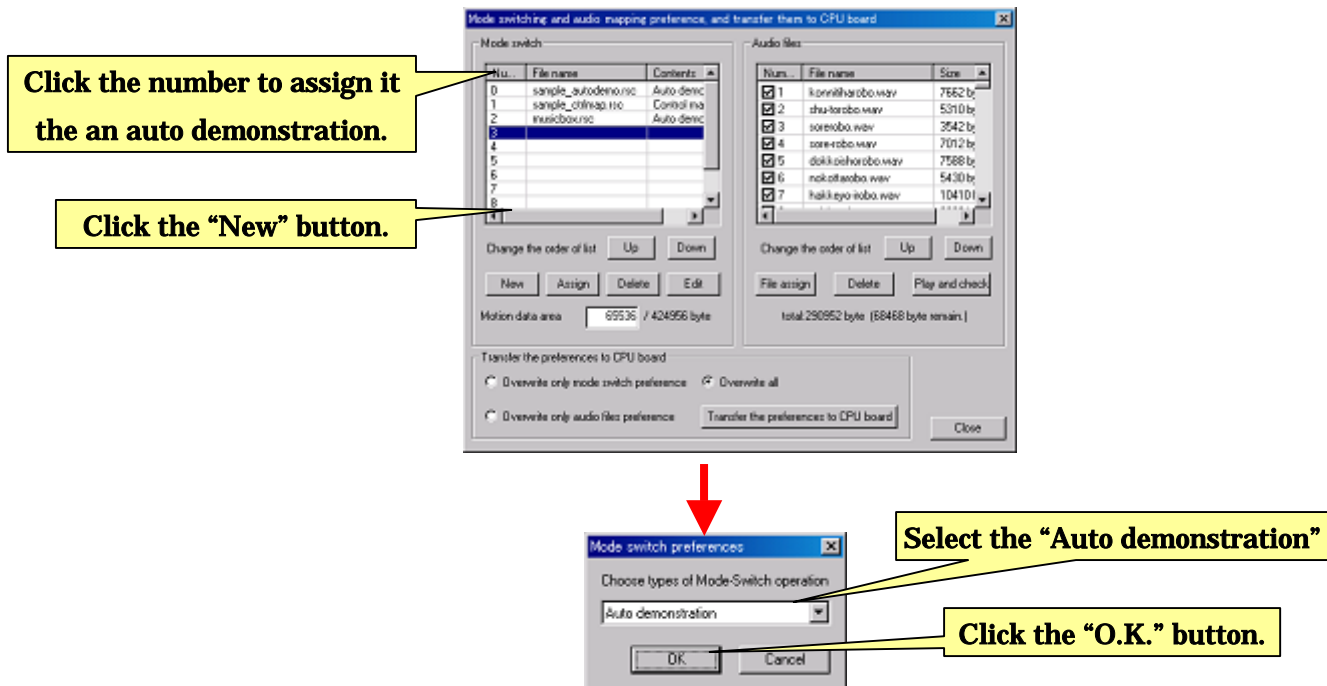 Mode switching and audio mapping preference, and transfer them to CPU board
Mode switch
Nu... File name Contents
0 sample_autodemo.rsc Auto demc
1 sample_ctrlmap.rsc Control ma
2 musicbox.rsc Auto demc
3
4
5
6
7
8
Change the order of list Up Down
New Assign Delete Edit
Motion data area 69536 / 424956 byte
Audio files
Num... File name Size
1 konnitiharobo.wav 7662 by
2 shu-torobo.wav 5310 by
3 sorerobo.wav 3542 by
4 sore-robo.wav 7012 by
5 dokkoishorobo.wav 7588 by
6 nokottarobo.wav 5430 by
7 hakkeyo-irobo.wav 10410 l
Change the order of list Up Down
File assign Delete Play and check
total:290952 byte (68468 byte remain.)
Transfer the preferences to CPU board
Overwrite only mode switch preference Overwrite all
Overwrite only audio files preference Transfer the preferences to CPU board
Close
Click the number to assign it
the an auto demonstration.
Click the “New” button.
Mode switch preferences
Choose types of Mode-Switch operation
Auto demonstration
OK Cancel
Select the “Auto demonstration”
Click the “O.K.” button.